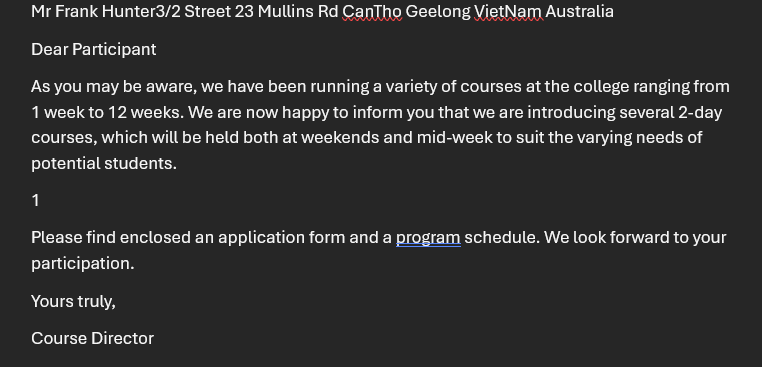 Mr Frank Hunter3/2 Street 23 Mullins Rd CanTho Geelong VietNam Australia
Dear Participant
As you may be aware, we have been running a variety of courses at the college ranging from
1 week to 12 weeks. We are now happy to inform you that we are introducing several 2-day
courses, which will be held both at weekends and mid-week to suit the varying needs of
potential students.
1
Please find enclosed an application form and a program schedule. We look forward to your
participation.
Yours truly,
Course Director